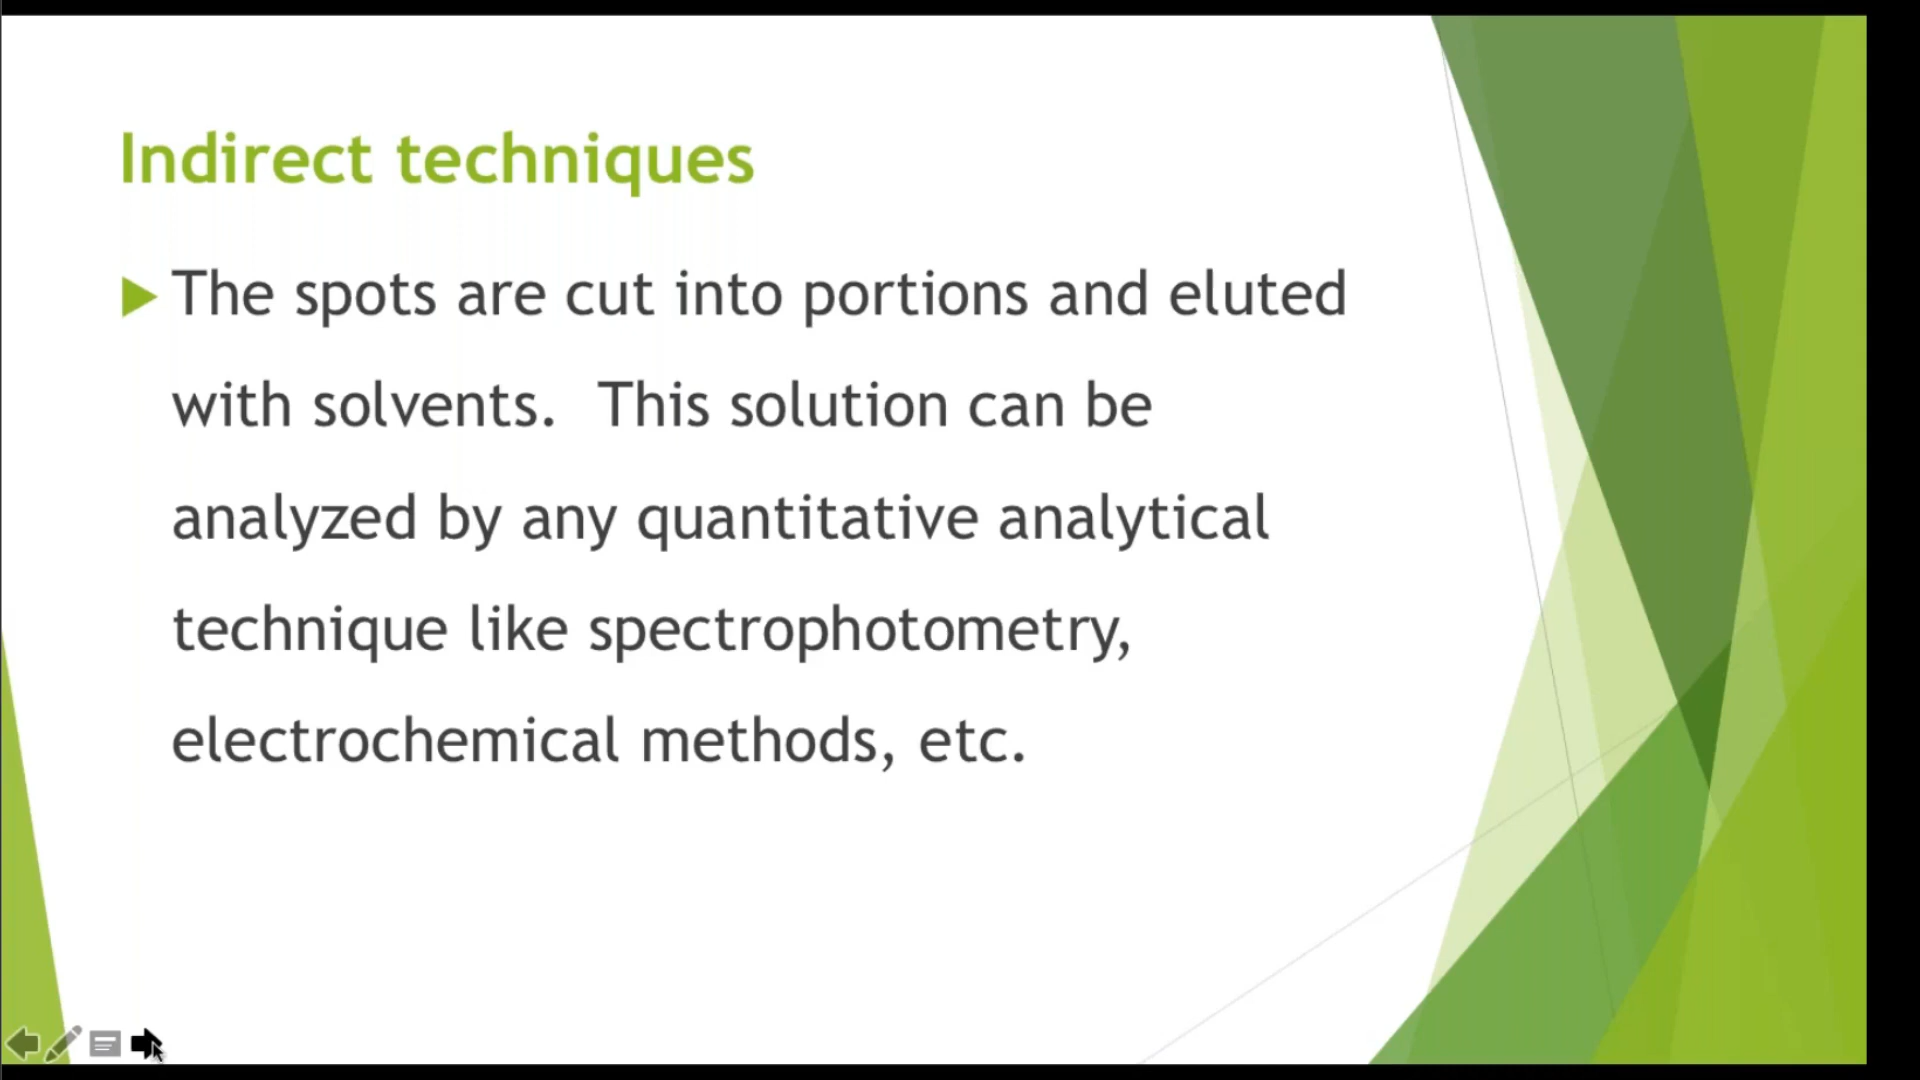 Indirect techniques
The spots are cut into portions and eluted
with solvents.  This solution can be
analyzed by any quantitative analytical
technique like spectrophotometry,
electrochemical methods, etc.